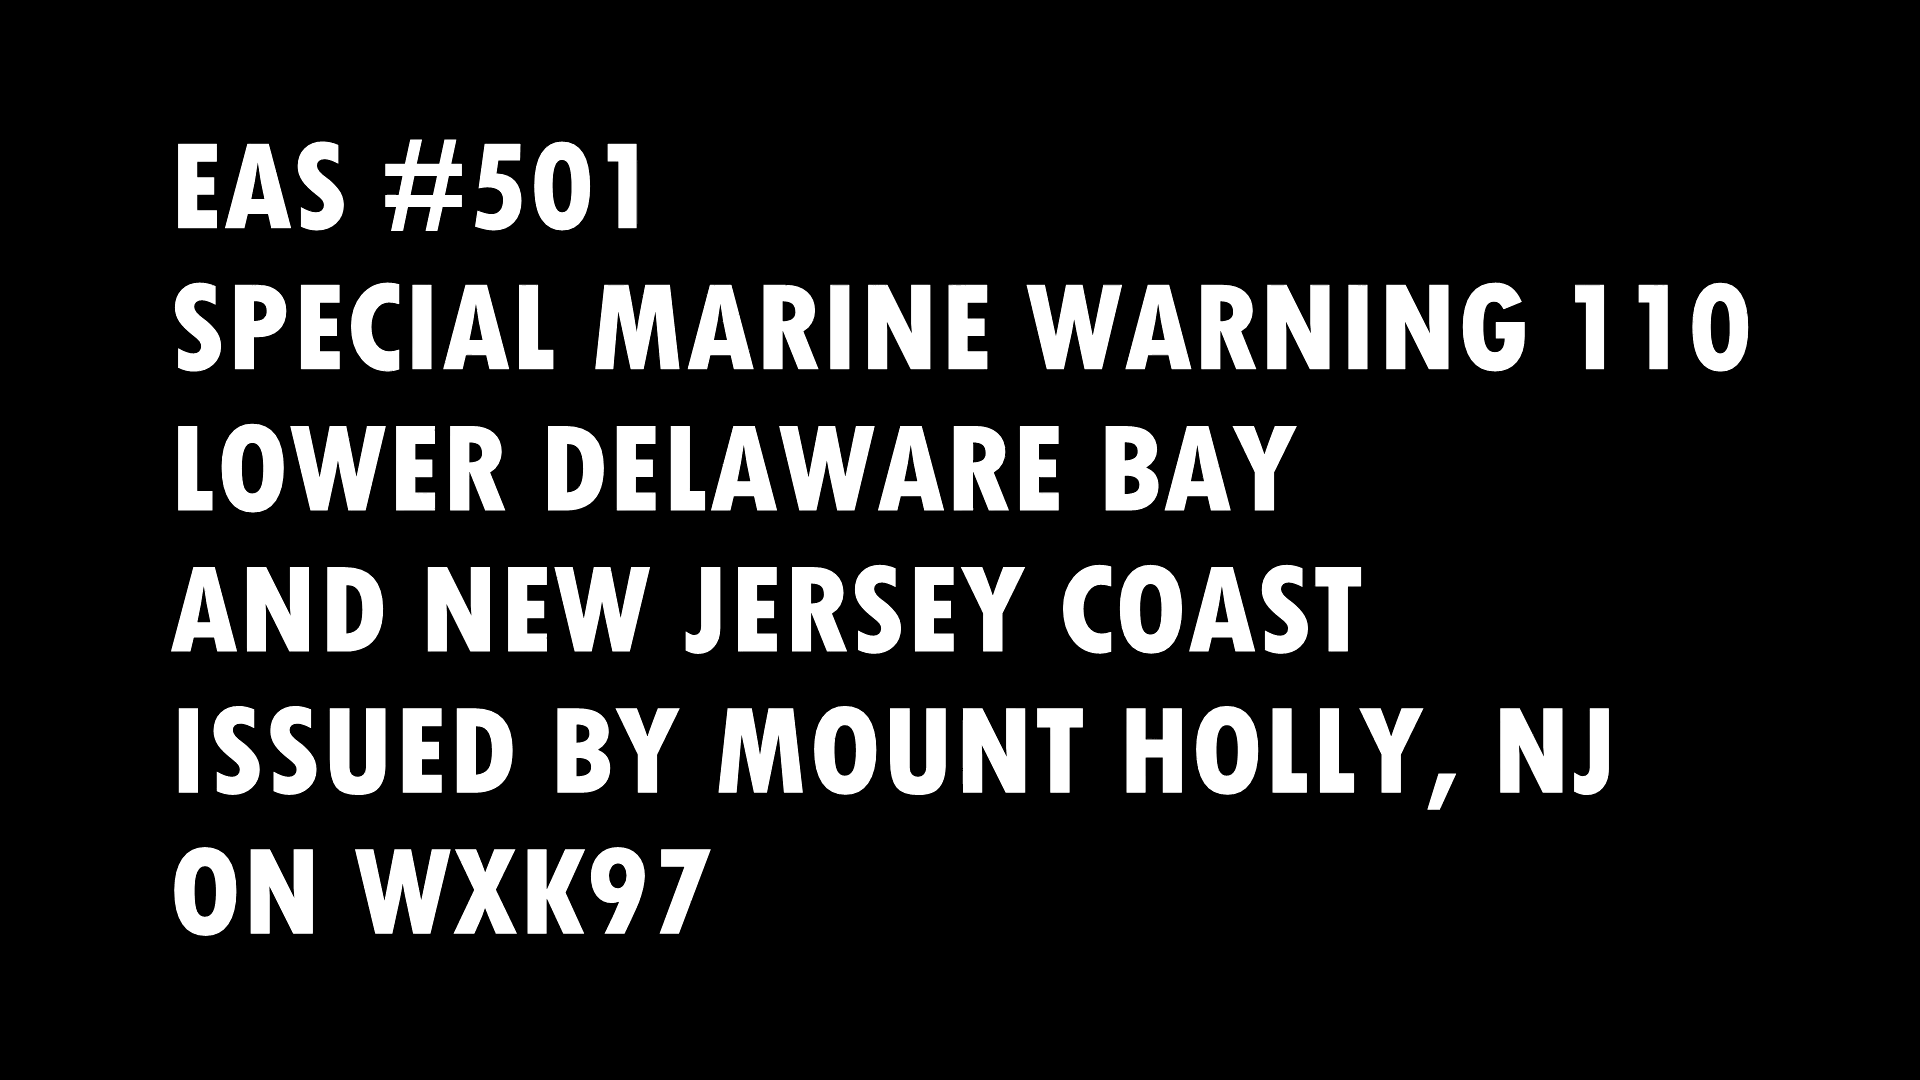 EAS #501
SPECIAL MARINE WARNING 110
LOWER DELAWARE BAY
AND NEW JERSEY COAST
ISSUED BY MOUNT HOLLY, NJ
ON WXK97